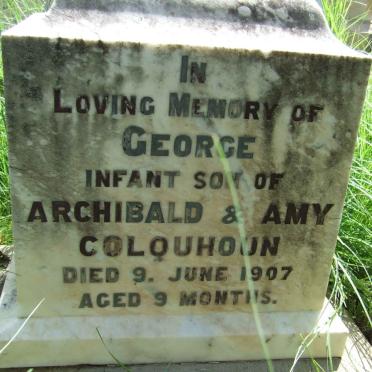 IN
LOVING MEMORY OF
GEORGE
INFANT SON OF
ARCHIBALD & AMY
COLQUHOUN
DIED 9. JUNE 1907
AGED 9 MONTHS.